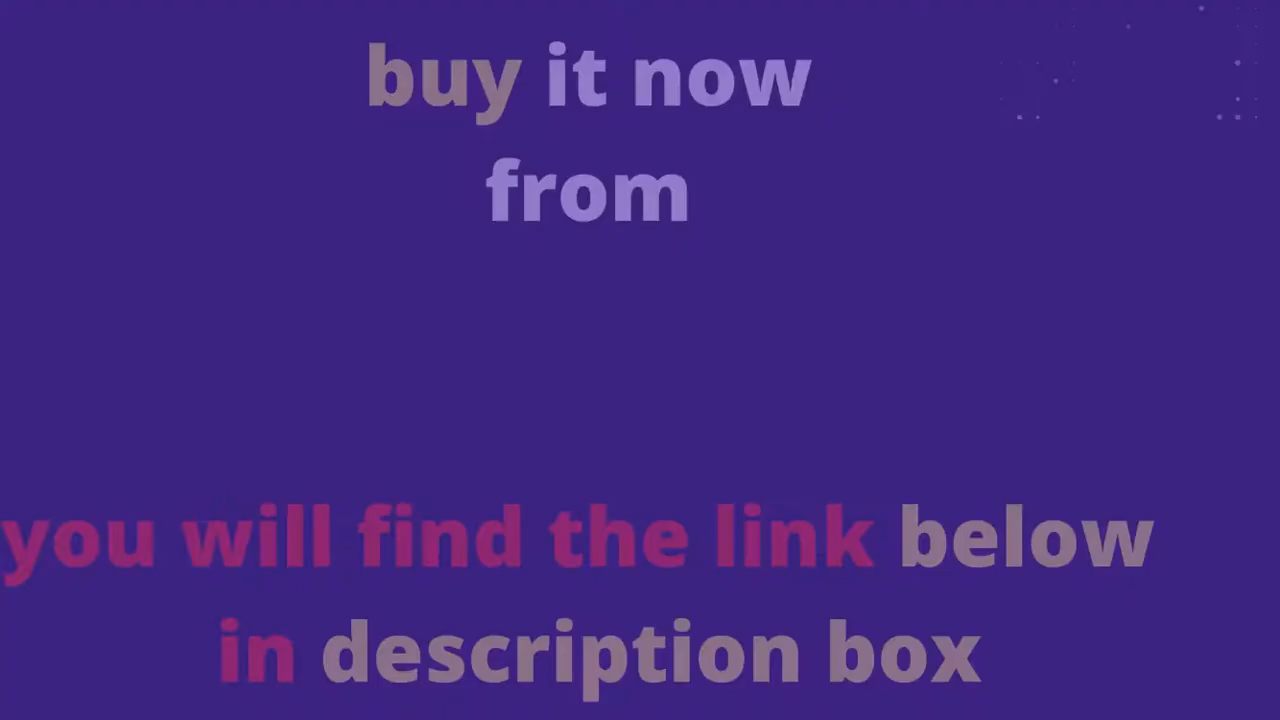 buy it now
from
you will find the link below
in description box